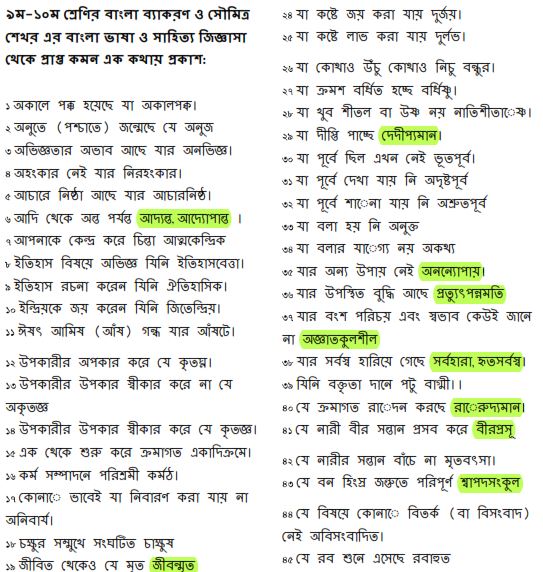 ৯ম-১০ম শ্রেণির বাংলা ব্যাকরণ ও সৌমিত্র
শেখর এর বাংলা ভাষা ও সাহিত্য জিজ্ঞাসা
থেকে প্রাপ্ত কমন এক কথায় প্রকাশ:
১ অকালে পক্ক হয়েছে যা অকালপক্ক।
২ অনুতে (পশ্চাতে) জন্মেছে যে অনুজ
৩ অভিজ্ঞতার অভাব আছে যার অনভিজ্ঞ।
৪ অহংকার নেই যার নিরহংকার।
৫ আচারে নিষ্ঠা আছে যার আচারনিষ্ঠ।
৬ আদি থেকে অন্ত পর্যন্ত আদ্যন্ত, আদ্যোপান্ত ।
৭ আপনাকে কেন্দ্র করে চিন্তা আত্মকেন্দ্রিক
৮ ইতিহাস বিষয়ে অভিজ্ঞ যিনি ইতিহাসবেত্তা।
৯ ইতিহাস রচনা করেন যিনি ঐতিহাসিক।
১০ ইন্দ্রিয়কে জয় করেন যিনি জিতেন্দ্রিয়।
১১ ঈষৎ আমিষ (আঁষ) গন্ধ যার আঁষটে।
১২ উপকারীর অপকার করে যে কৃতঘ্ন।
১৩ উপকারীর উপকার স্বীকার করে না যে
অকৃতজ্ঞ
১৪ উপকারীর উপকার স্বীকার করে যে কৃতজ্ঞ।
১৫ এক থেকে শুরু করে ক্রমাগত একাদিক্রমে।
১৬ কর্ম সম্পাদনে পরিশ্রমী কর্মঠ।
১৭ কোনাে ভাবেই যা নিবারণ করা যায় না
অনিবার্য।
১৮ চক্ষুর সম্মুখে সংঘটিত চাক্ষুষ
১৯ জীবিত থেকেও যে মৃত জীবন্মৃত
২৪ যা কষ্টে জয় করা যায় দুর্জয়।
২৫ যা কষ্টে লাভ করা যায় দুর্লভ।
২৬ যা কোথাও উঁচু কোথাও নিচু বন্ধুর।
২৭ যা ক্রমশ বর্ধিত হচ্ছে বর্ধিষ্ণু।
২৮ যা খুব শীতল বা উষ্ণ নয় নাতিশীতােষ্ণ।
২৯ যা দীপ্তি পাচ্ছে দেদীপ্যমান।
৩০ যা পূর্বে ছিল এখন নেই ভূতপূর্ব।
৩১ যা পূর্বে দেখা যায় নি অদৃষ্টপূর্ব
৩২ যা পূর্বে শােনা যায় নি অশ্রুতপূর্ব
৩৩ যা বলা হয় নি অনুক্ত
৩৪ যা বলার যােগ্য নয় অকথ্য
৩৫ যার অন্য উপায় নেই অনন্যোপায়।
৩৬ যার উপস্থিত বুদ্ধি আছে প্রত্যুৎপন্নমতি
৩৭ যার বংশ পরিচয় এবং স্বভাব কেউই জানে
না অজ্ঞাতকুলশীল
৩৮ যার সর্বস্ব হারিয়ে গেছে সর্বহারা, হৃতসর্বস্ব।
৩৯ যিনি বক্তৃতা দানে পটু বাগ্মী।।
৪০ যে ক্রমাগত রােদন করছে রােরুদ্যমান।
৪১ যে নারী বীর সন্তান প্রসব করে বীরপ্রসূ
৪২ যে নারীর সন্তান বাঁচে না মৃতবৎসা।
৪৩ যে বন হিংস্র জন্তুতে পরিপূর্ণ শ্বাপদসংকুল
৪৪ যে বিষয়ে কোনাে বিতর্ক (বা বিসংবাদ)
নেই অবিসংবাদিত।
৪৫ যে রব শুনে এসেছে রবাহুত